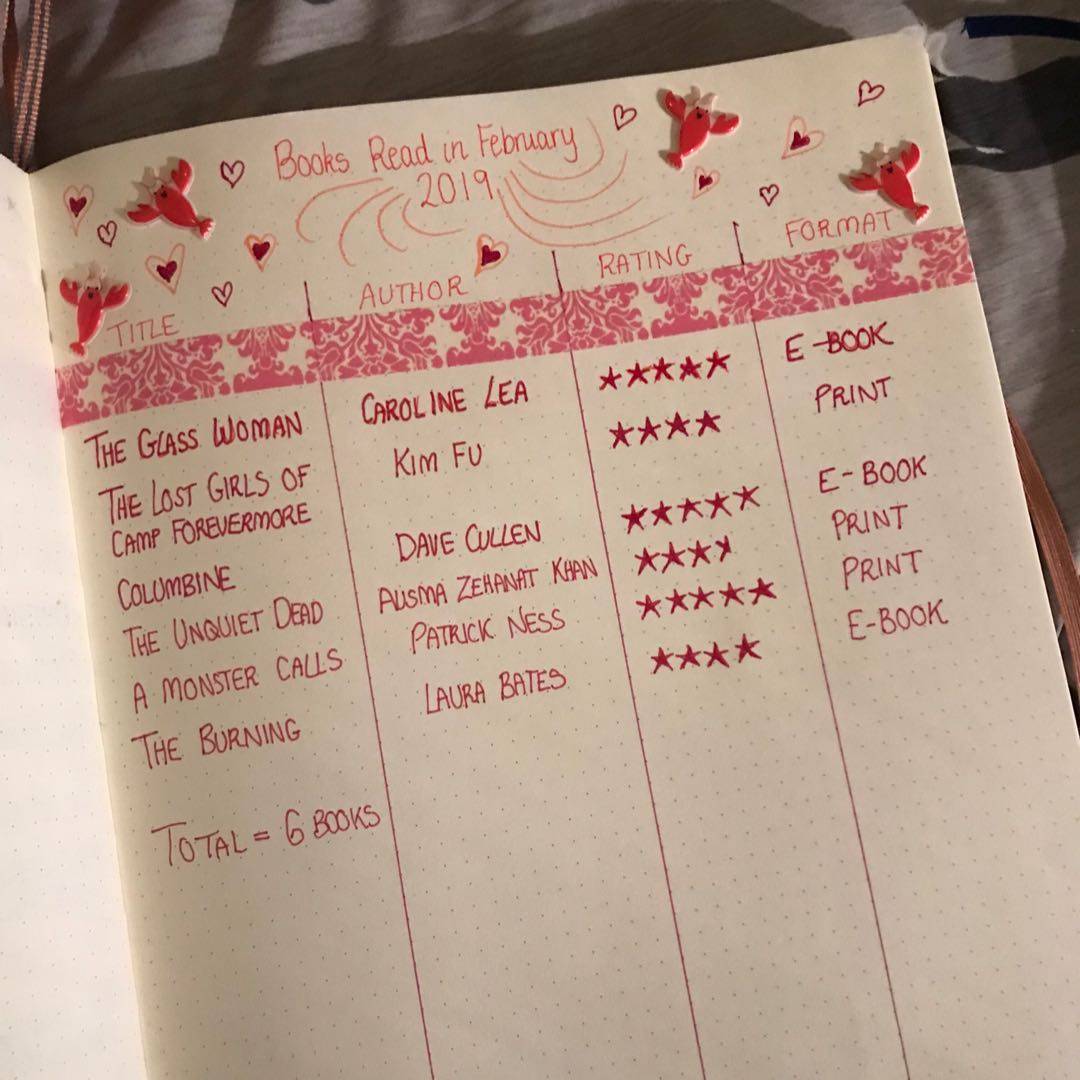 Books Read in February
2019
TITLE AUTHOR RATING FORMAT
THE GLASS WOMAN CAROLINE LEA ★★★★★ E-BOOK
THE LOST GIRLS OF KIM FU ★★★★ PRINT
CAMP FOREVERMORE
COLUMBINE DAVE CULLEN ★★★★★ E-BOOK
THE UNQUIET DEAD AUSMA ZEHANAT KHAN ★★★⯨ PRINT
A MONSTER CALLS PATRICK NESS ★★★★★ PRINT
THE BURNING LAURA BATES ★★★★ E-BOOK
TOTAL = 6 BOOKS